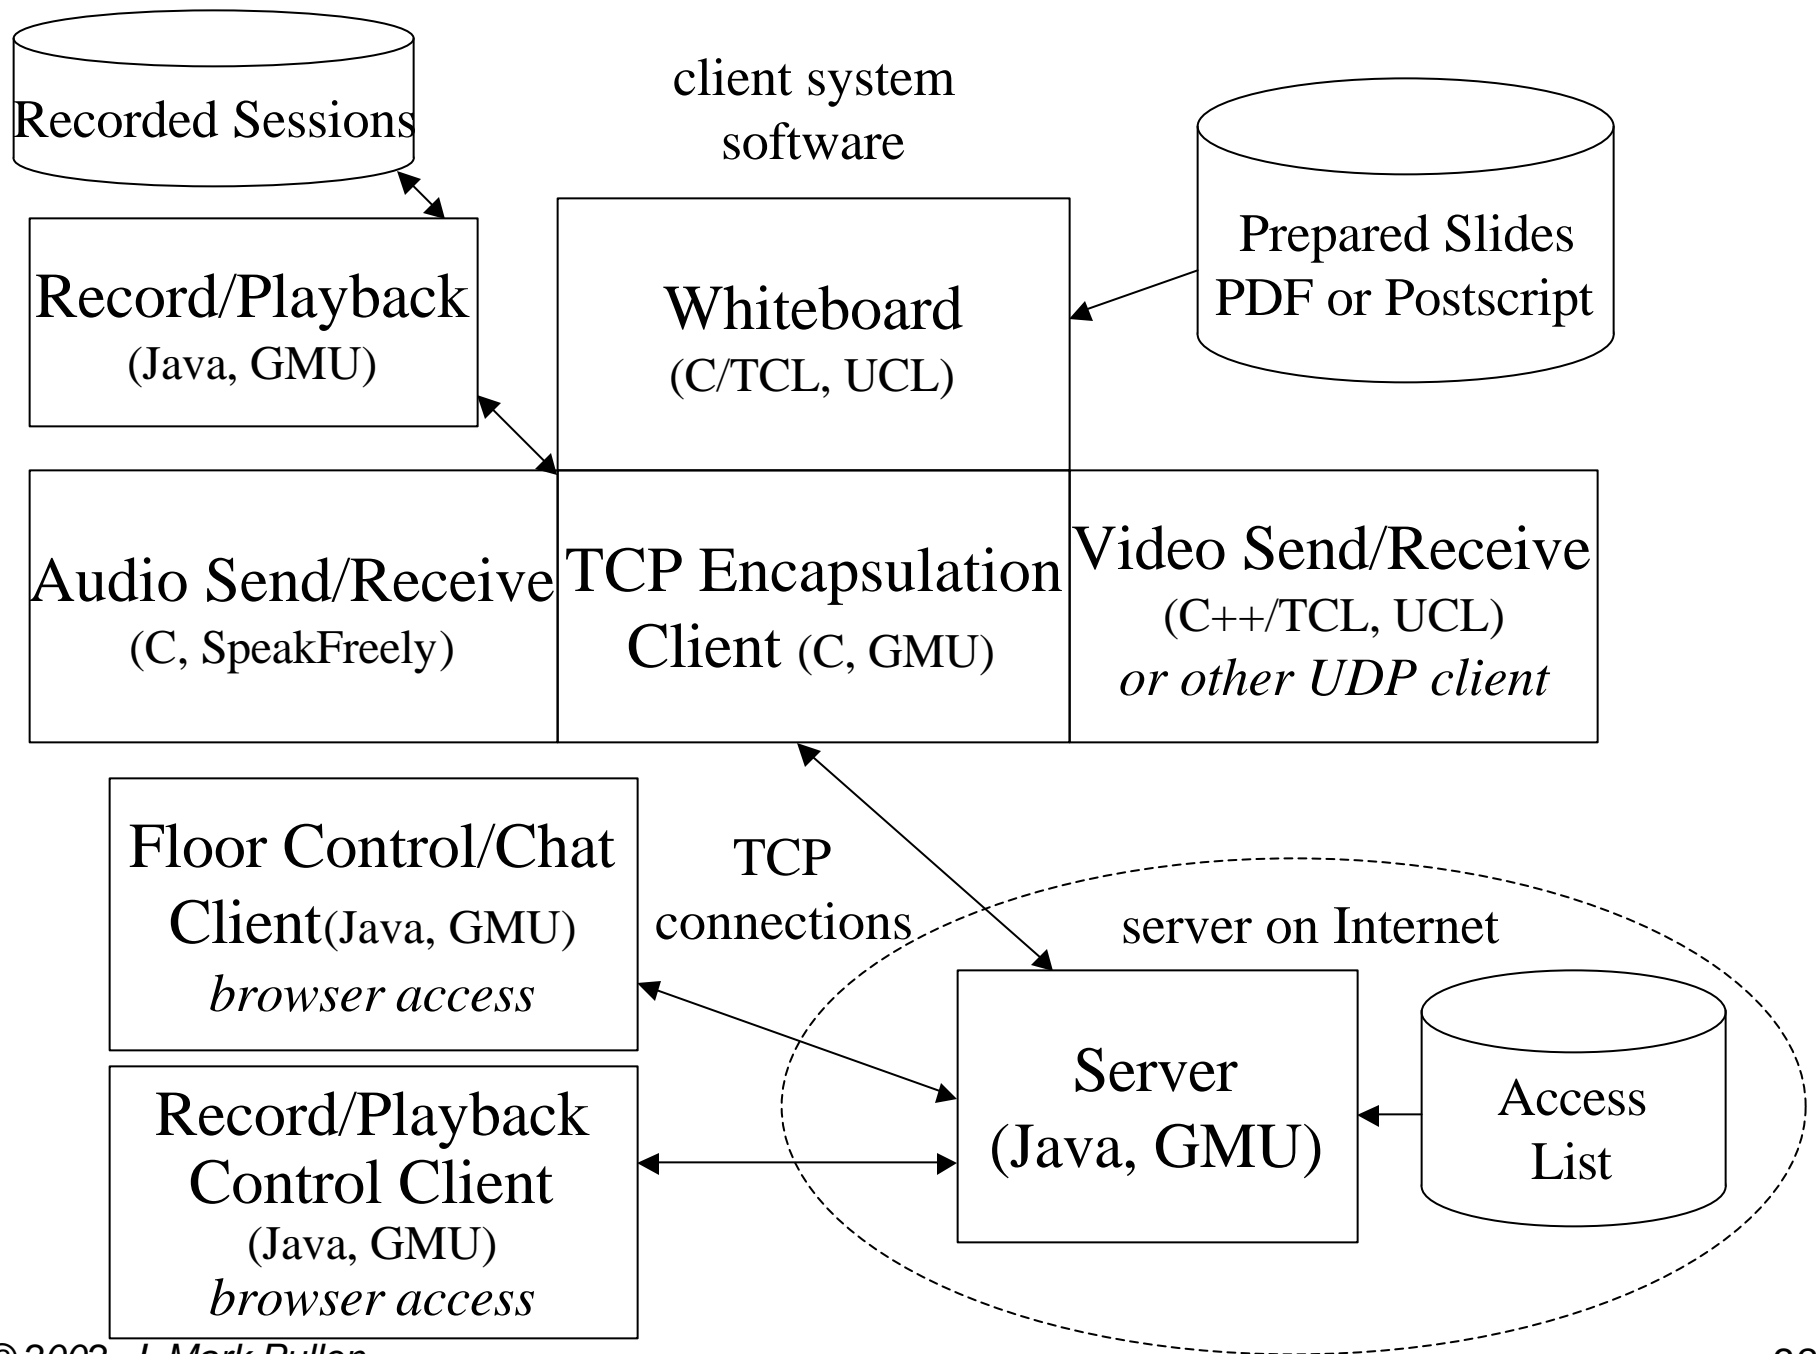 Recorded Sessions
client system
software
Prepared Slides
PDF or Postscript
Record/Playback
(Java, GMU)
Whiteboard
(C/TCL, UCL)
Audio Send/Receive
(C, SpeakFreely)
TCP Encapsulation
Client (C, GMU)
Video Send/Receive
(C++/TCL, UCL)
or other UDP client
Floor Control/Chat
Client(Java, GMU)
browser access
TCP
connections
server on Internet
Server
(Java, GMU)
Access
List
Record/Playback
Control Client
(Java, GMU)
browser access